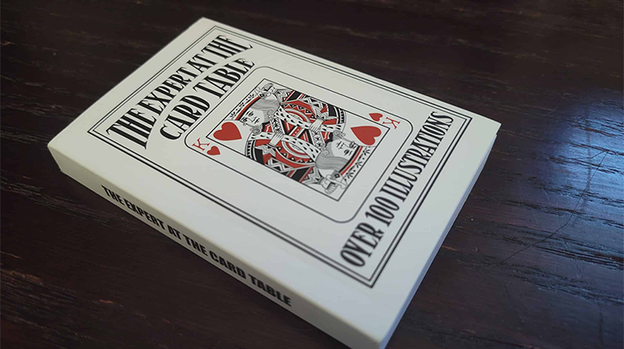 THE EXPERT AT THE
CARD TABLE
K
K
OVER 100 ILLUSTRATIONS
THE EXPERT AT THE CARD TABLE